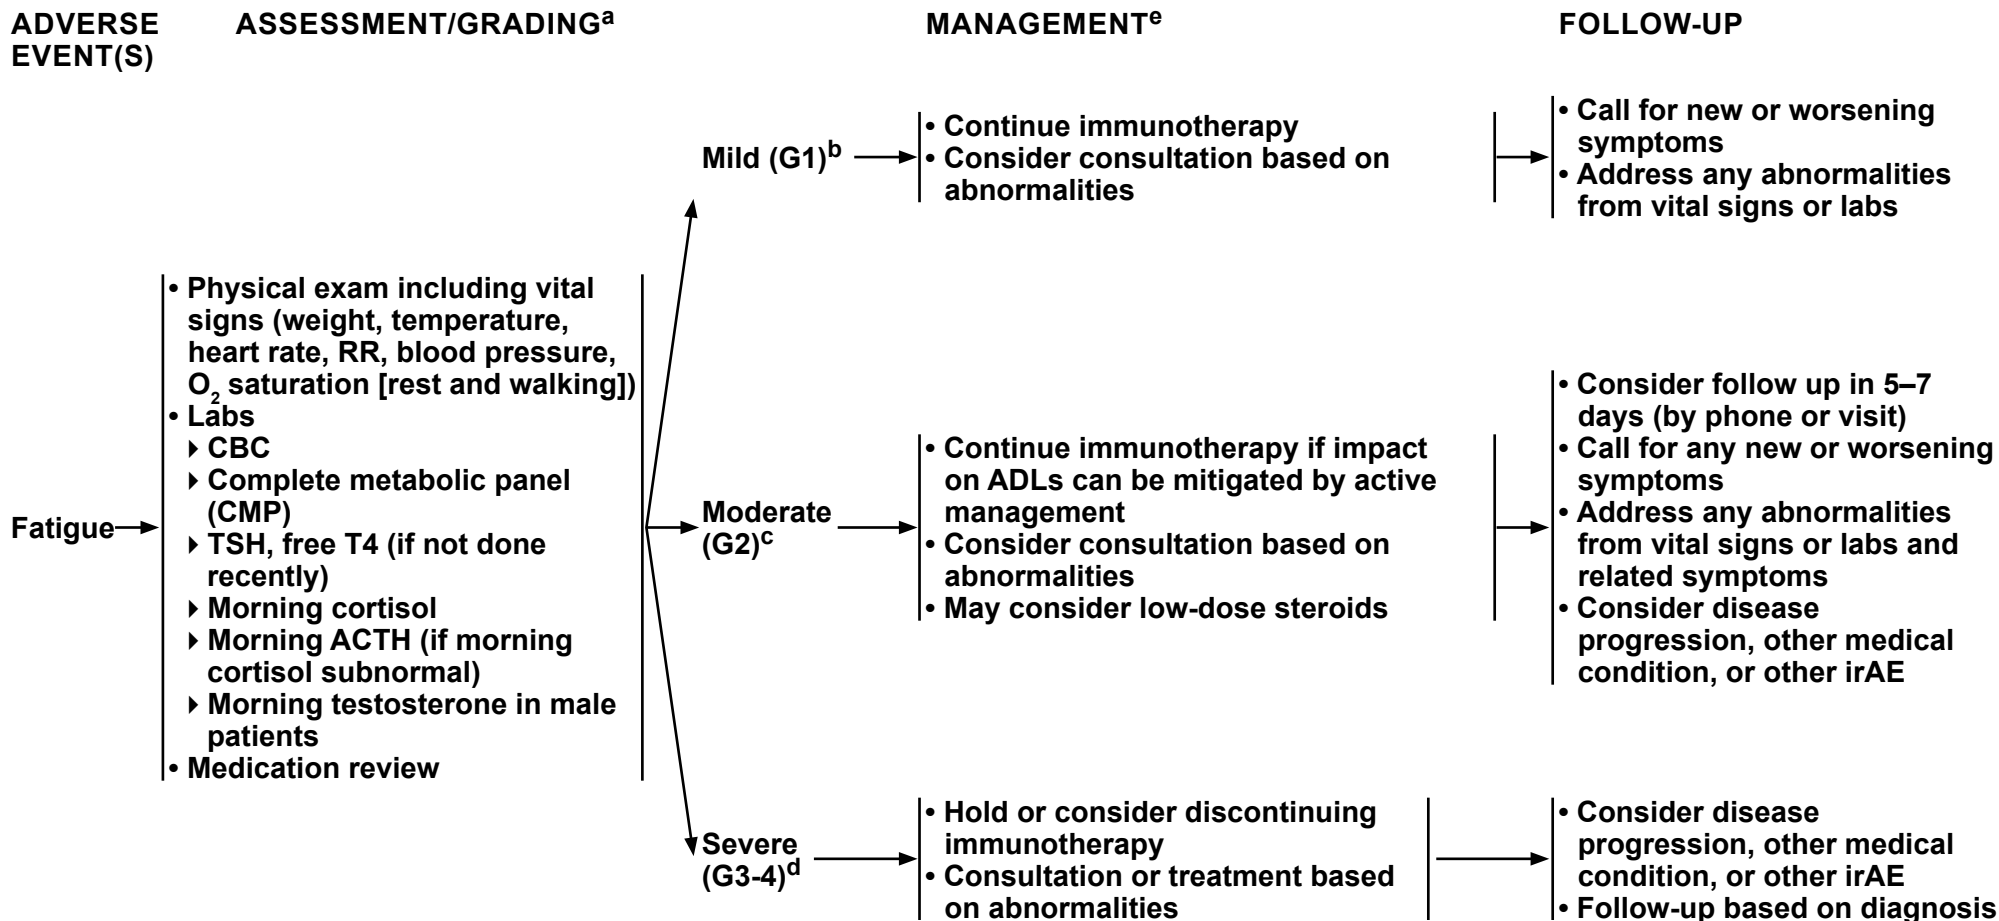 ADVERSE EVENT(S)
ASSESSMENT/GRADINGᵃ
MANAGEMENTᵉ
FOLLOW-UP
Fatigue
• Physical exam including vital
signs (weight, temperature,
heart rate, RR, blood pressure,
O₂ saturation [rest and walking])
• Labs
▸ CBC
▸ Complete metabolic panel
(CMP)
▸ TSH, free T4 (if not done
recently)
▸ Morning cortisol
▸ Morning ACTH (if morning
cortisol subnormal)
▸ Morning testosterone in male
patients
• Medication review
Mild (G1)ᵇ
• Continue immunotherapy
• Consider consultation based on
abnormalities
• Call for new or worsening
symptoms
• Address any abnormalities
from vital signs or labs
Moderate
(G2)ᶜ
• Continue immunotherapy if impact
on ADLs can be mitigated by active
management
• Consider consultation based on
abnormalities
• May consider low-dose steroids
• Consider follow up in 5–7
days (by phone or visit)
• Call for any new or worsening
symptoms
• Address any abnormalities
from vital signs or labs and
related symptoms
• Consider disease
progression, other medical
condition, or other irAE
Severe
(G3-4)ᵈ
• Hold or consider discontinuing
immunotherapy
• Consultation or treatment based
on abnormalities
• Consider disease
progression, other medical
condition, or other irAE
• Follow-up based on diagnosis